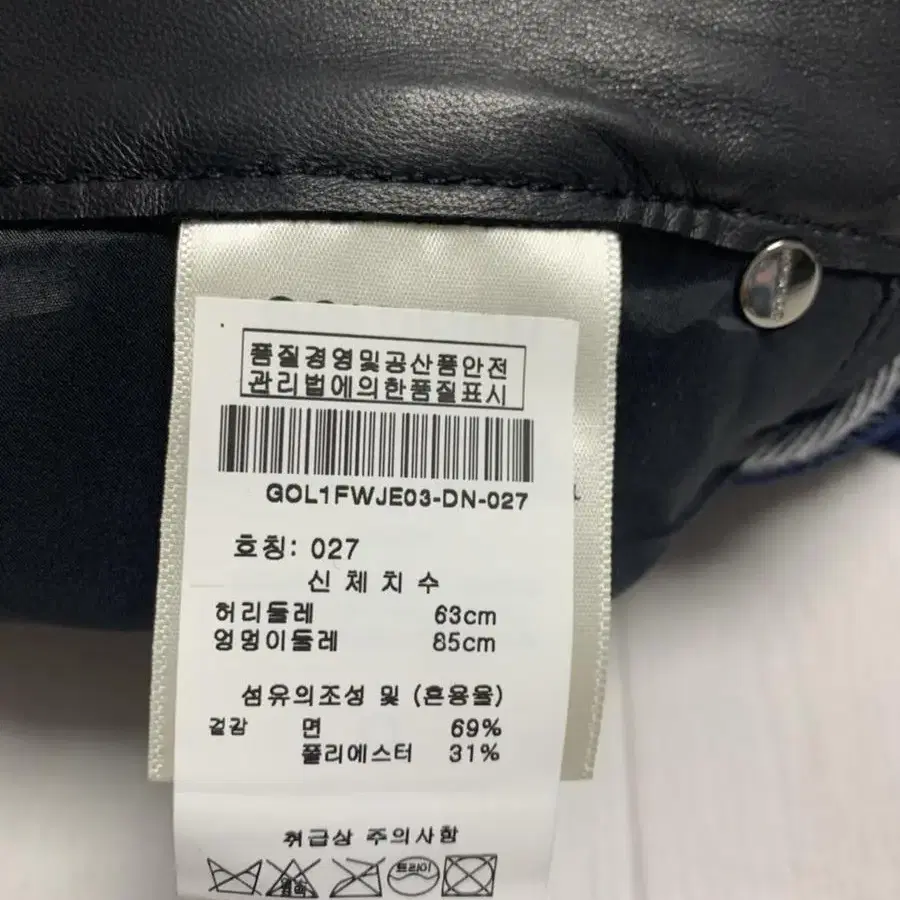 품질경영및공산품안전
관리법에의한품질표시
GOL1FWJE03-DN-027
호칭: 027
신 체 치 수
허리둘레 63cm
엉덩이둘레 85cm
섬유의조성 및 (혼용율)
겉감 면 69%
폴리에스터 31%
취급상 주의사항